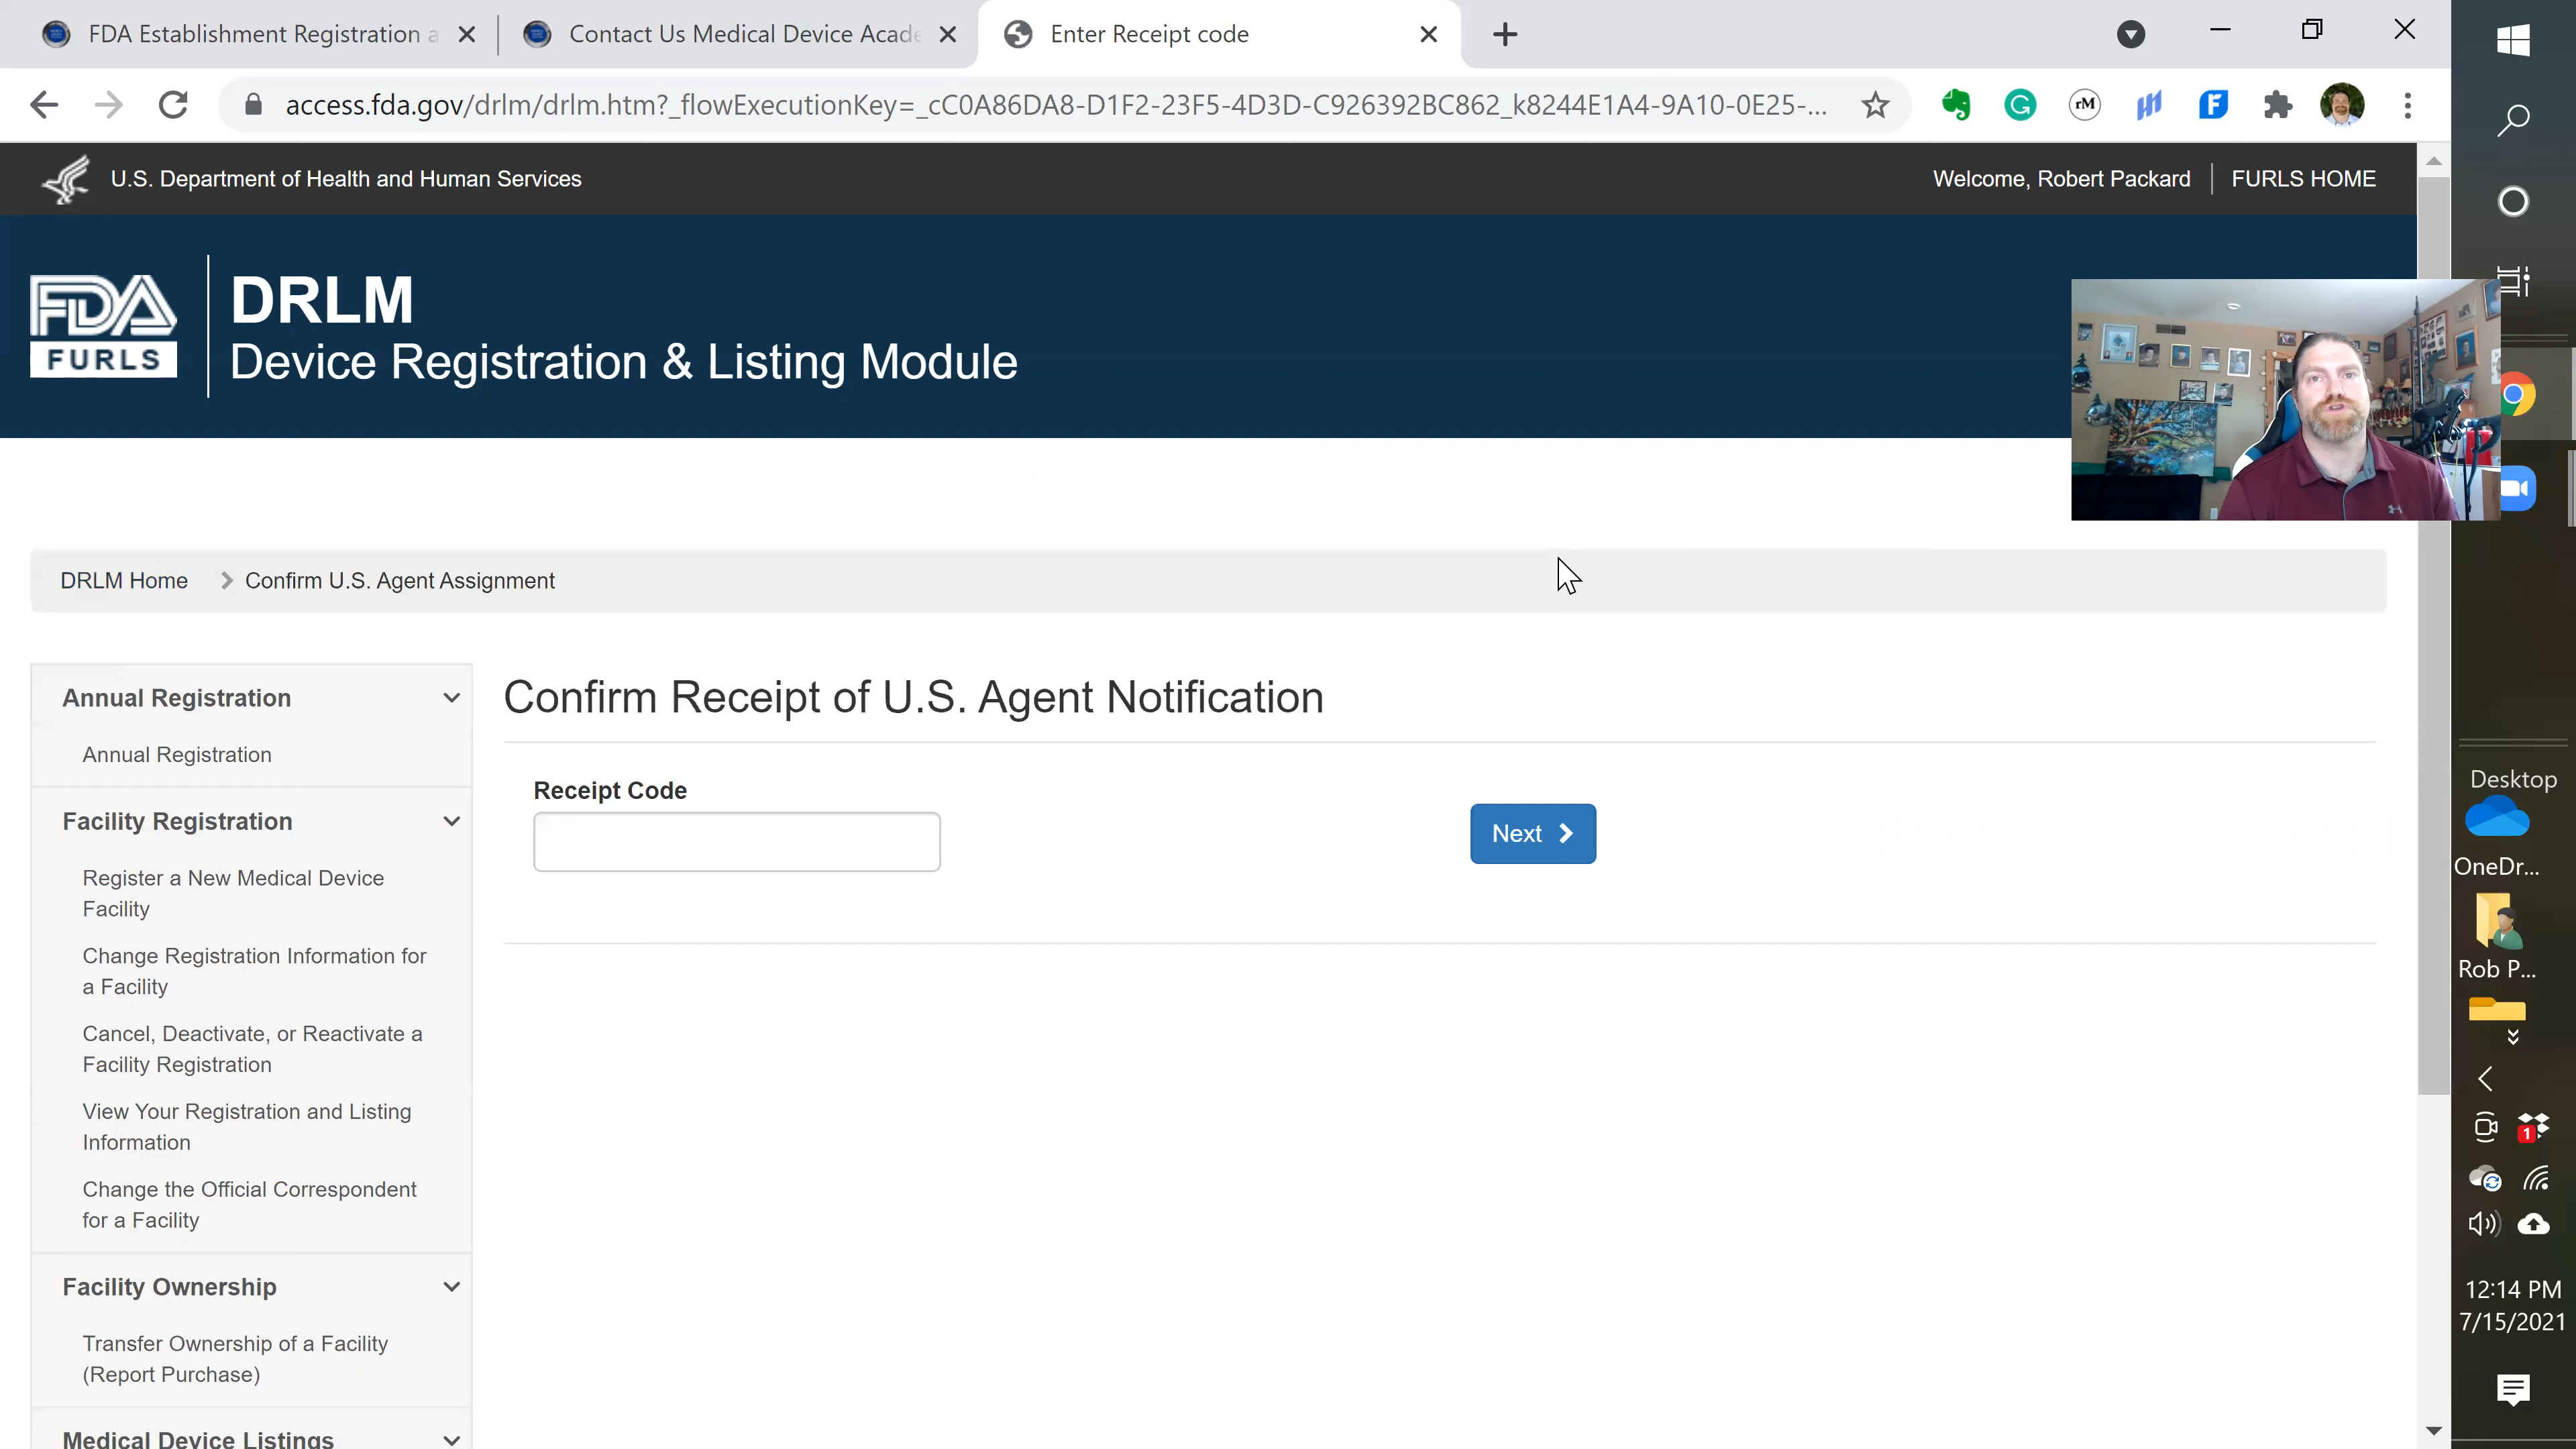 FDA Establishment Registration a
Contact Us Medical Device Acade
Enter Receipt code
access.fda.gov/drlm/drlm.htm?_flowExecutionKey=_cC0A86DA8-D1F2-23F5-4D3D-C926392BC862_k8244E1A4-9A10-0E25-...
rM
U.S. Department of Health and Human Services
Welcome, Robert Packard
FURLS HOME
FDA
FURLS
DRLM
Device Registration & Listing Module
DRLM Home
Confirm U.S. Agent Assignment
Annual Registration
Annual Registration
Facility Registration
Register a New Medical Device
Facility
Change Registration Information for
a Facility
Cancel, Deactivate, or Reactivate a
Facility Registration
View Your Registration and Listing
Information
Change the Official Correspondent
for a Facility
Facility Ownership
Transfer Ownership of a Facility
(Report Purchase)
Medical Device Listings
Confirm Receipt of U.S. Agent Notification
Receipt Code
Next
Desktop
OneDr...
Rob P...
1
12:14 PM
7/15/2021